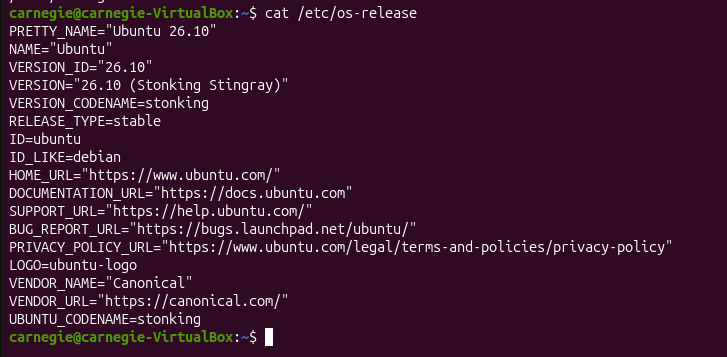 carnegie@carnegie-VirtualBox:~$ cat /etc/os-release
PRETTY_NAME="Ubuntu 26.10"
NAME="Ubuntu"
VERSION_ID="26.10"
VERSION="26.10 (Stonking Stingray)"
VERSION_CODENAME=stonking
RELEASE_TYPE=stable
ID=ubuntu
ID_LIKE=debian
HOME_URL="https://www.ubuntu.com/"
DOCUMENTATION_URL="https://docs.ubuntu.com"
SUPPORT_URL="https://help.ubuntu.com/"
BUG_REPORT_URL="https://bugs.launchpad.net/ubuntu/"
PRIVACY_POLICY_URL="https://www.ubuntu.com/legal/terms-and-policies/privacy-policy"
LOGO=ubuntu-logo
VENDOR_NAME="Canonical"
VENDOR_URL="https://canonical.com/"
UBUNTU_CODENAME=stonking
carnegie@carnegie-VirtualBox:~$